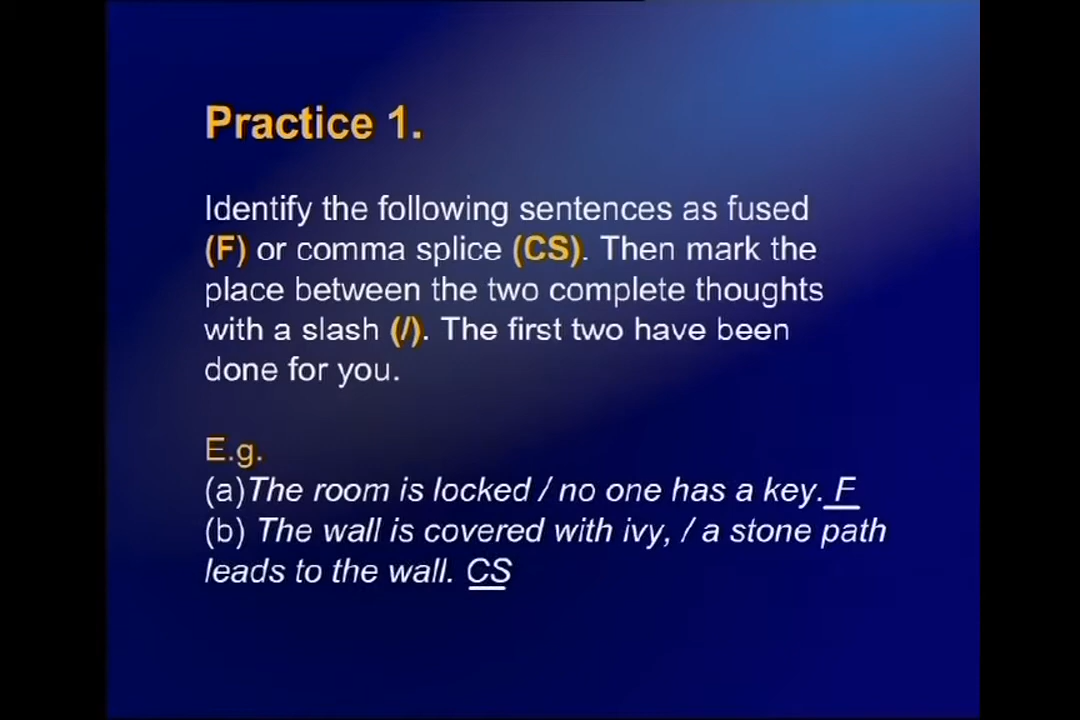 Practice 1.
Identify the following sentences as fused
(F) or comma splice (CS). Then mark the
place between the two complete thoughts
with a slash (/). The first two have been
done for you.
E.g.
(a)The room is locked / no one has a key. F
(b) The wall is covered with ivy, / a stone path
leads to the wall. CS